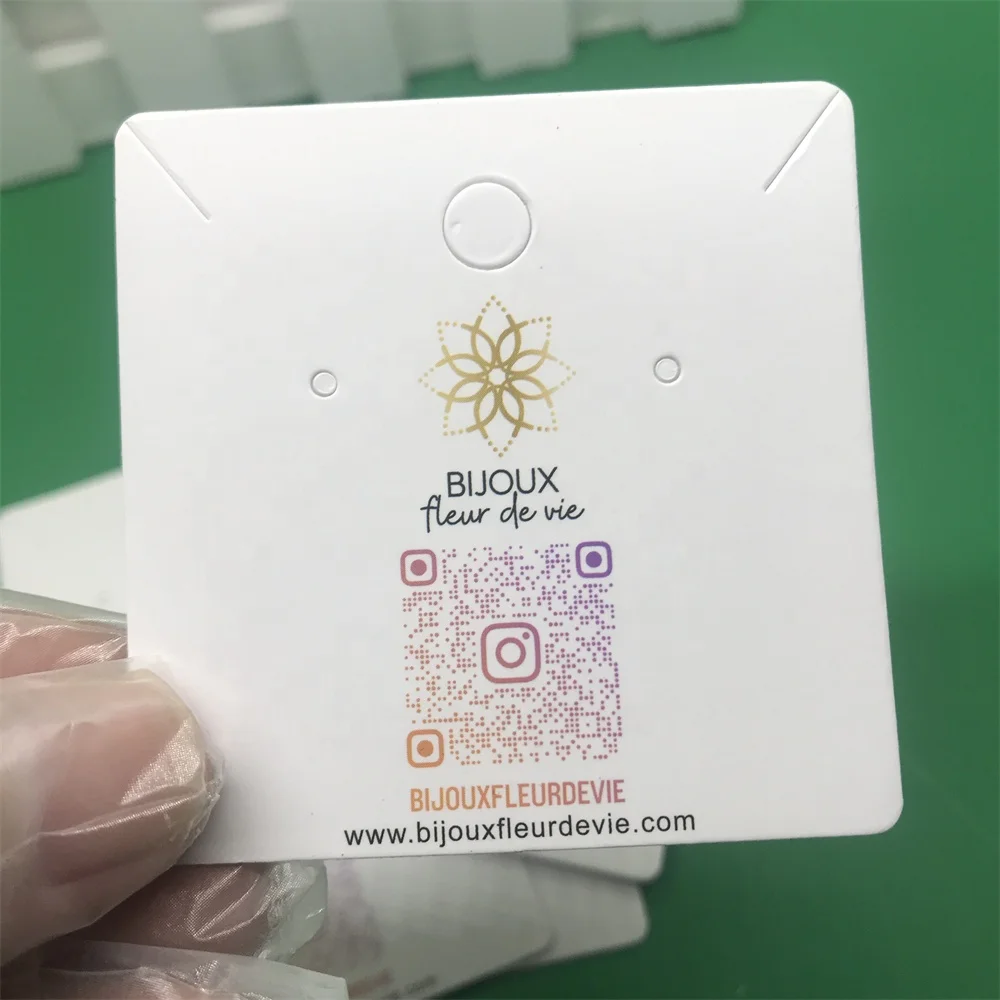 BIJOUX
fleur de vie
BIJOUXFLEURDEVIE
www.bijouxfleurdevie.com